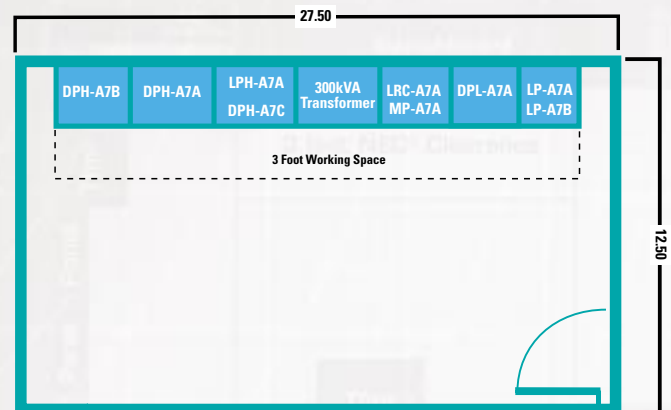 27.50
DPH-A7B
DPH-A7A
LPH-A7A
DPH-A7C
300kVA
Transformer
LRC-A7A
MP-A7A
DPL-A7A
LP-A7A
LP-A7B
3 Foot Working Space
12.50